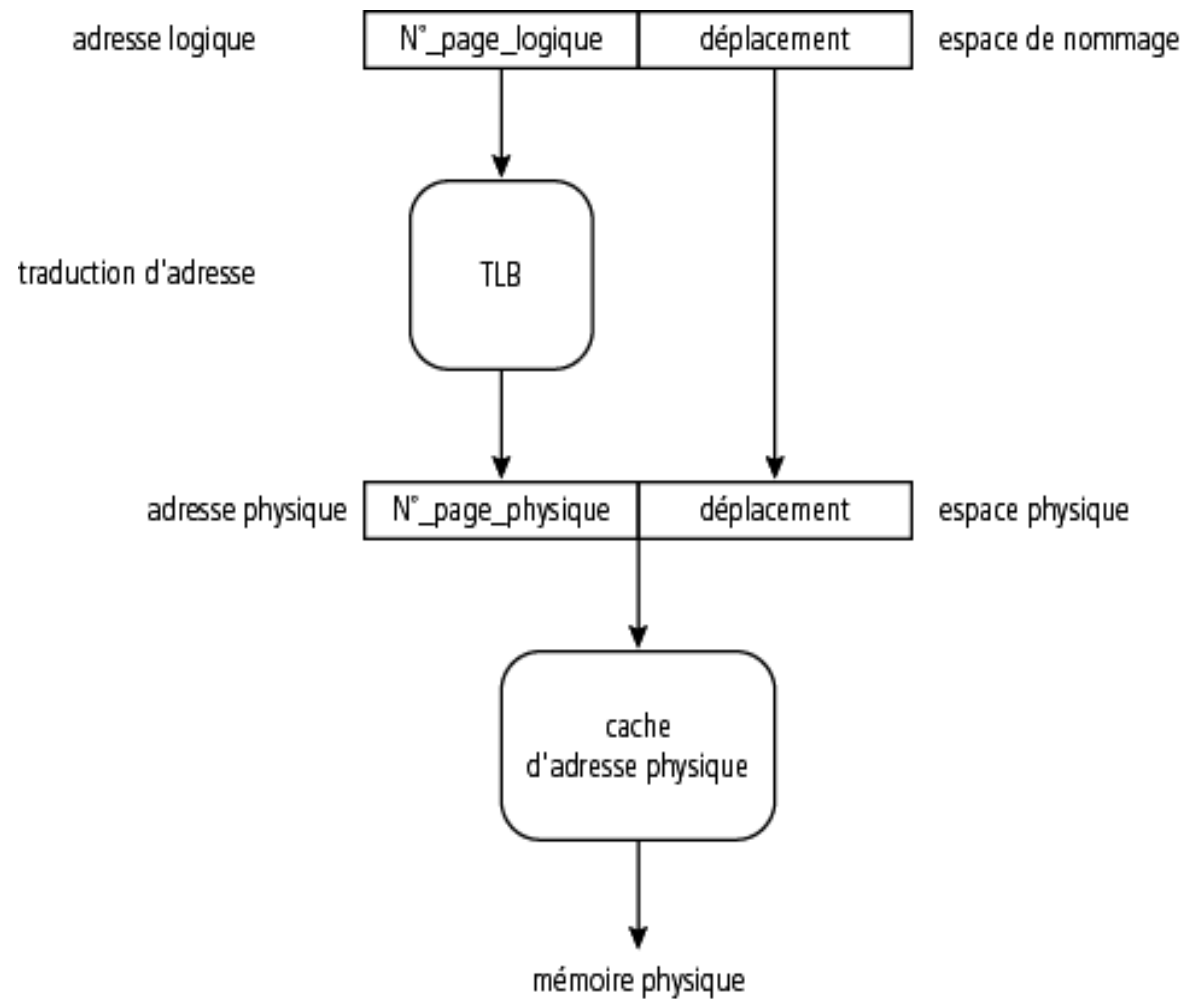 adresse logique N°_page_logique déplacement espace de nommage
traduction d'adresse TLB
adresse physique N°_page_physique déplacement espace physique
cache
d'adresse physique
mémoire physique